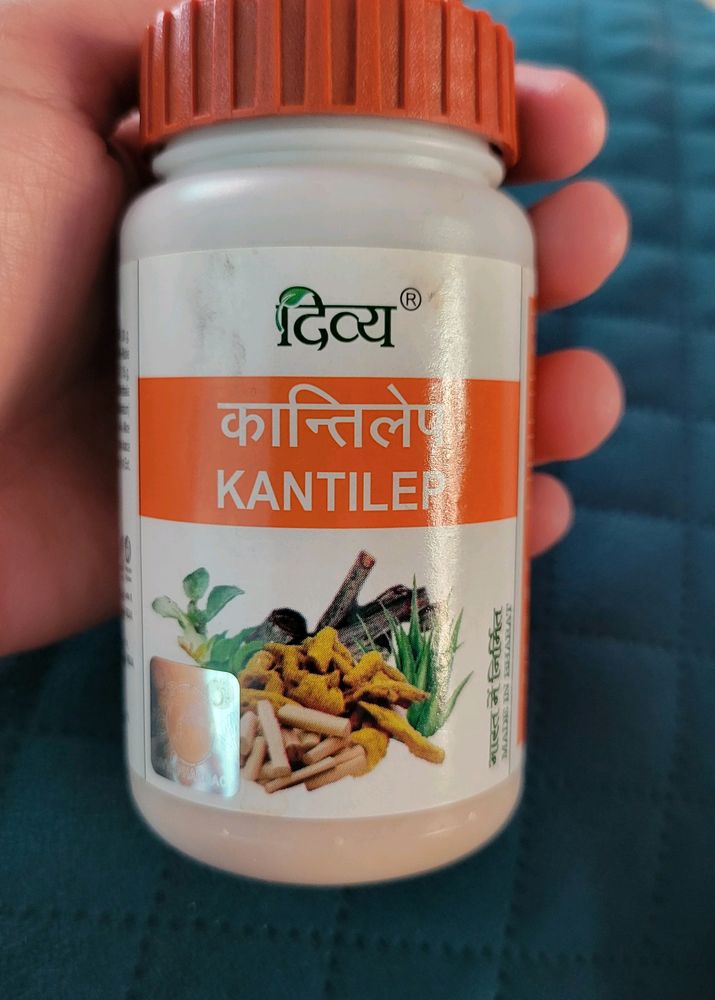 दिव्य ®
कान्तिलेप
KANTILEP
भारत में निर्मित
MADE IN BHARAT